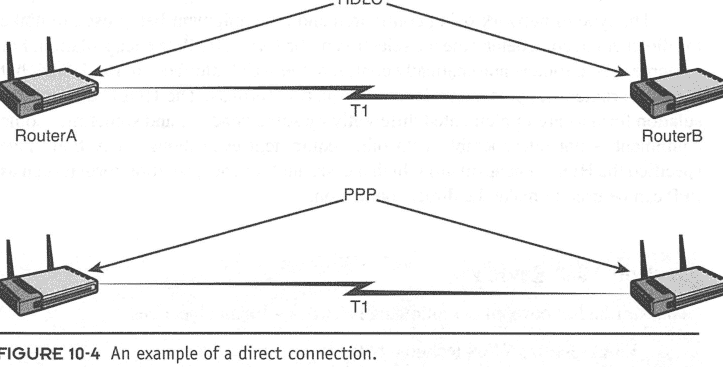 HDLC
T1
RouterA
RouterB
PPP
T1
FIGURE 10-4 An example of a direct connection.